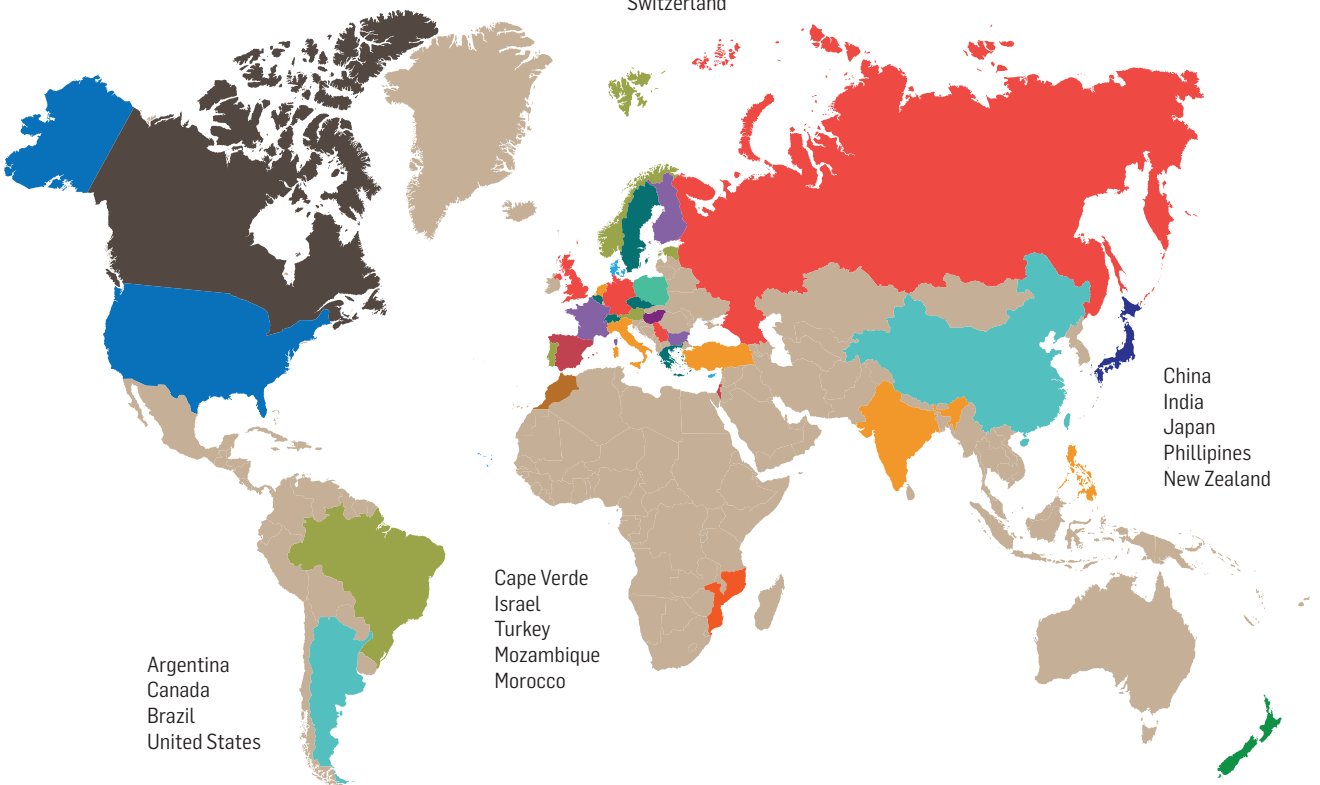 Switzerland
China
India
Japan
Phillipines
New Zealand
Cape Verde
Israel
Turkey
Mozambique
Morocco
Argentina
Canada
Brazil
United States